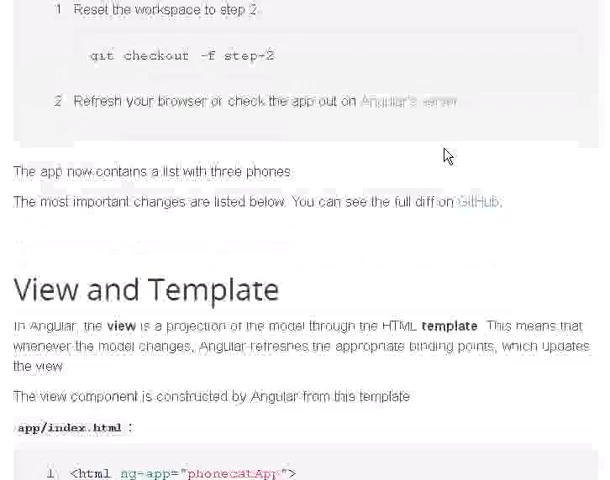 1 Reset the workspace to step 2.
git checkout -f step-2
2 Refresh your browser or check the app out on Angular's server.
The app now contains a list with three phones
The most important changes are listed below. You can see the full diff on GitHub.
View and Template
In Angular, the view is a projection of the model through the HTML template. This means that
whenever the model changes, Angular refreshes the appropriate binding points, which updates
the view
The view component is constructed by Angular from this template
app/index.html :
1 <html ng-app="phonecatApp">